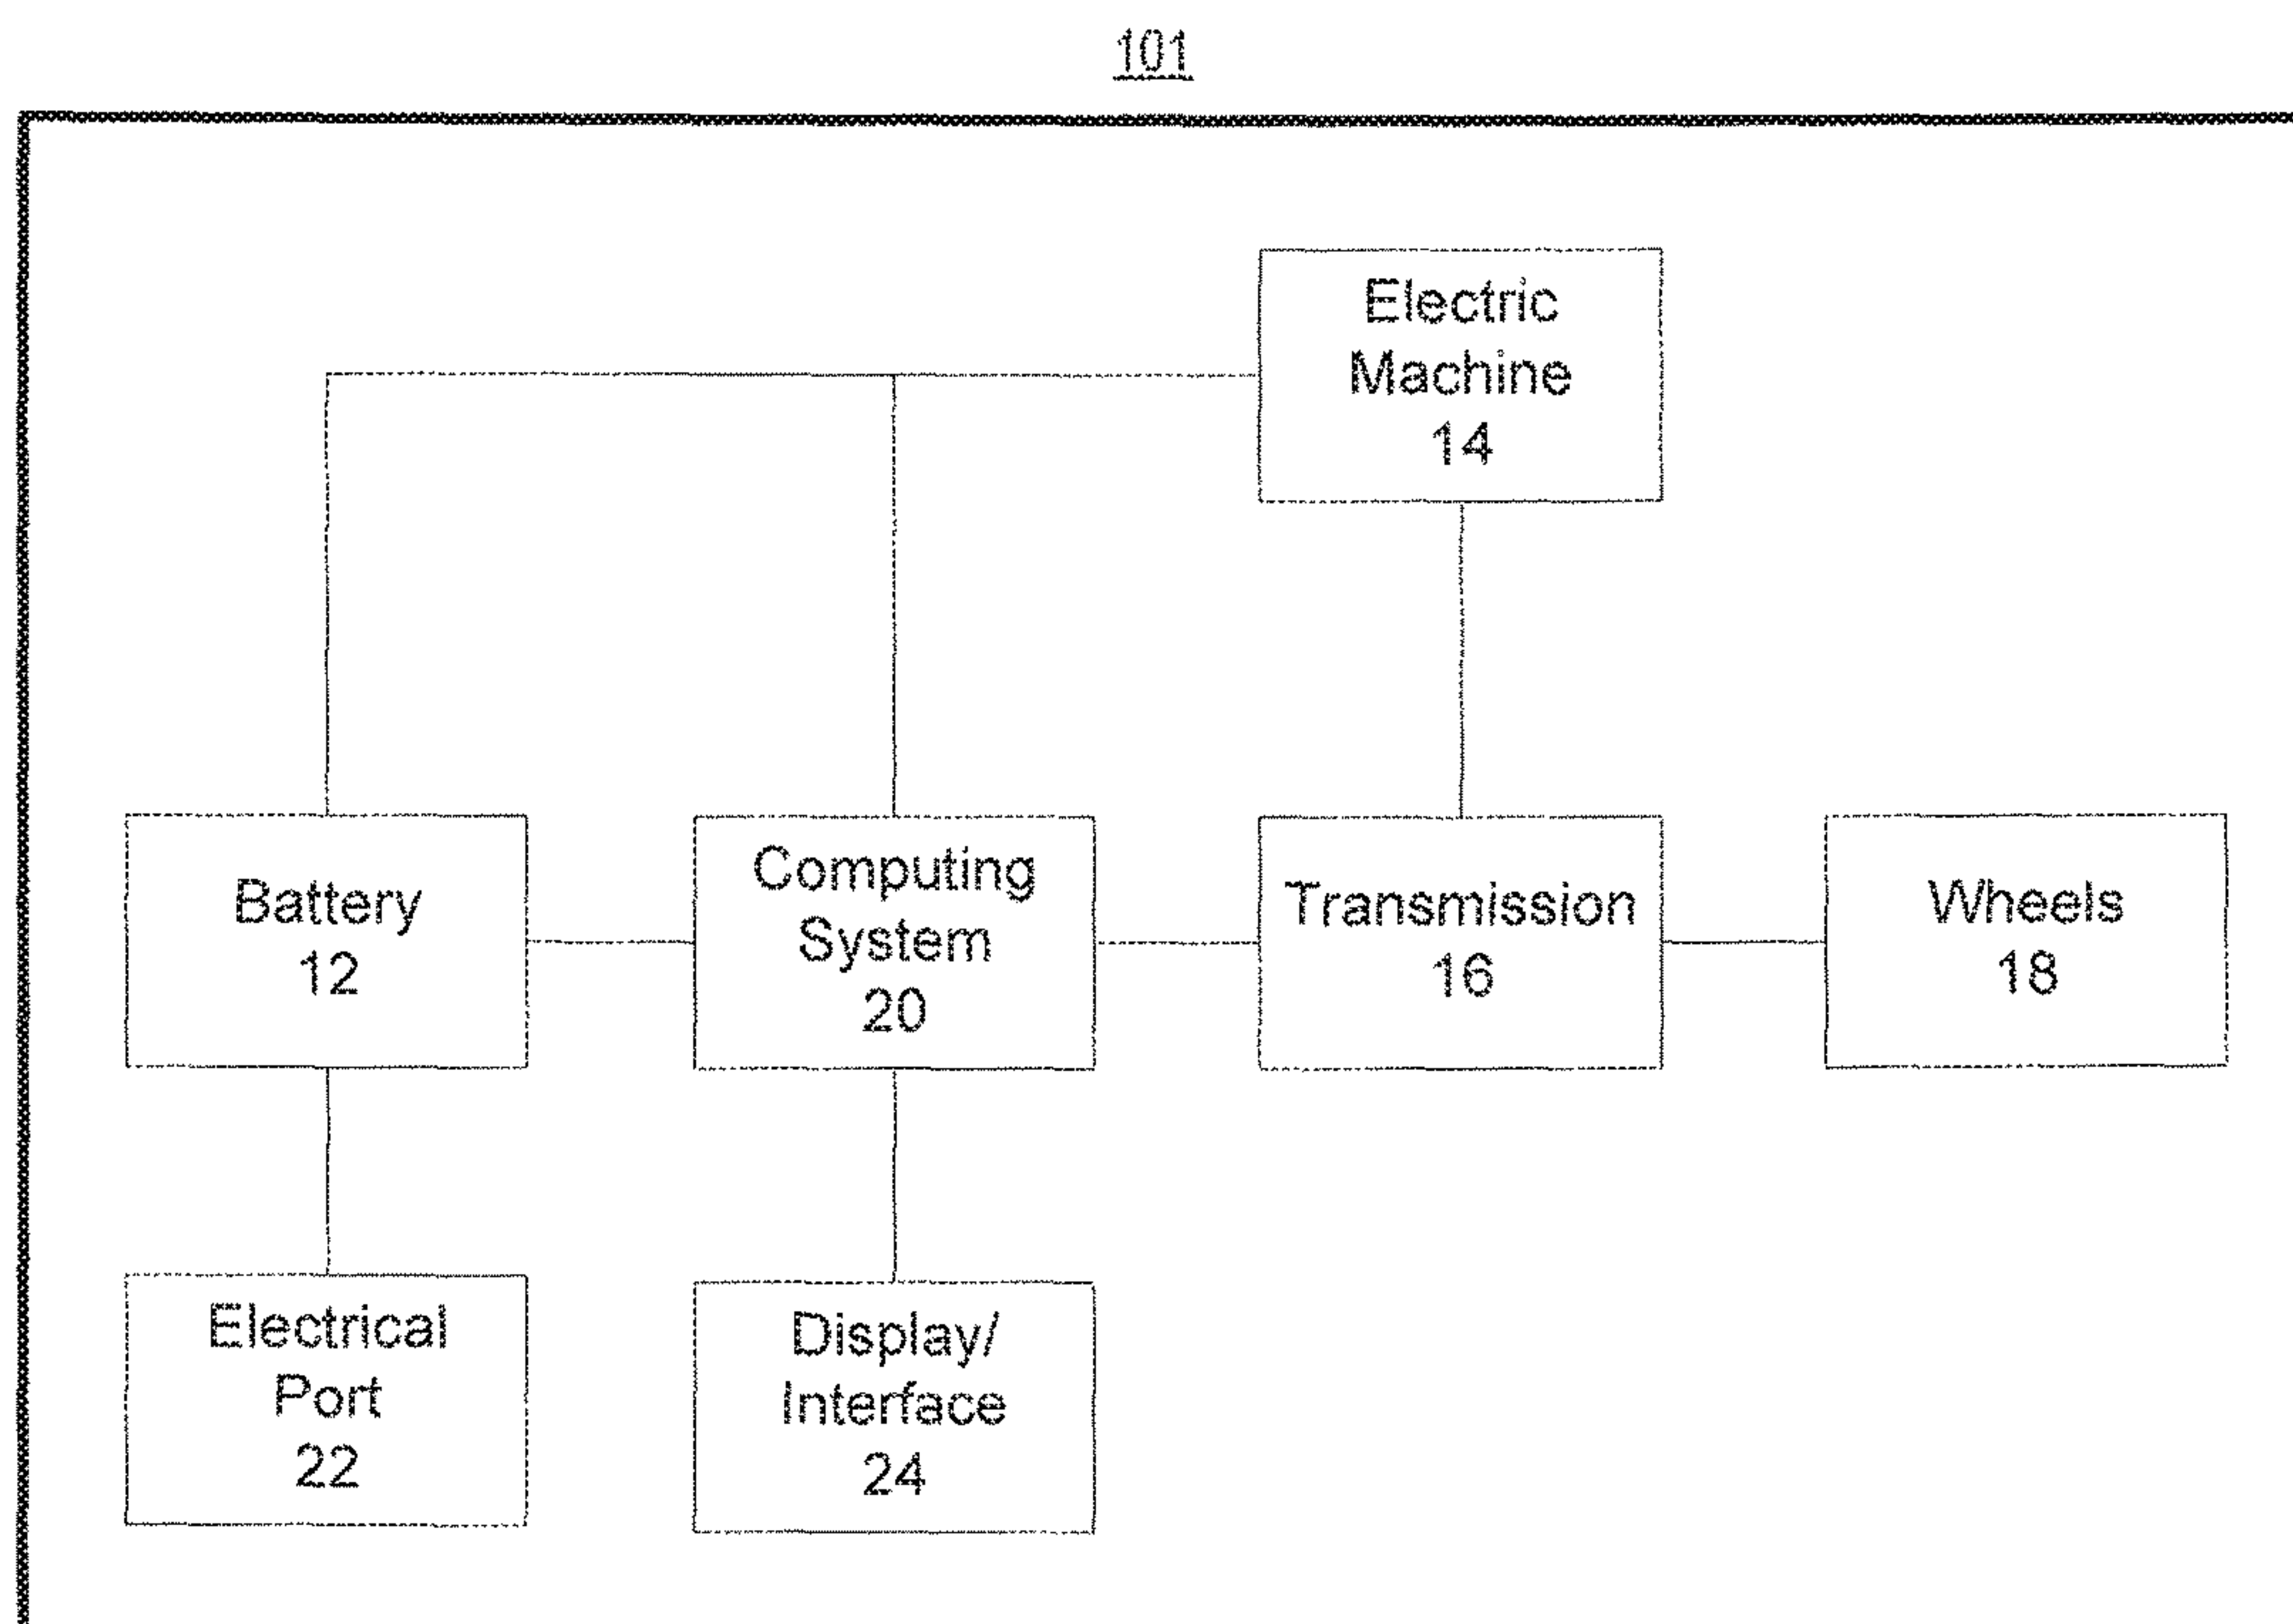 101
Electric
Machine
14
Battery
12
Computing
System
20
Transmission
16
Wheels
18
Electrical
Port
22
Display/
Interface
24